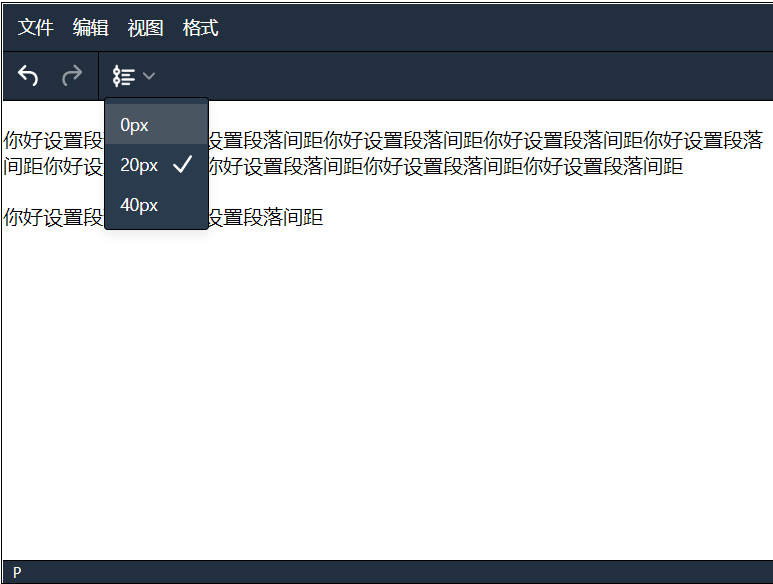 文件 编辑 视图 格式
0px
20px
40px
你好设置段 设置段落间距你好设置段落间距你好设置段落间距你好设置段落
间距你好设 你好设置段落间距你好设置段落间距你好设置段落间距
你好设置段 设置段落间距
P